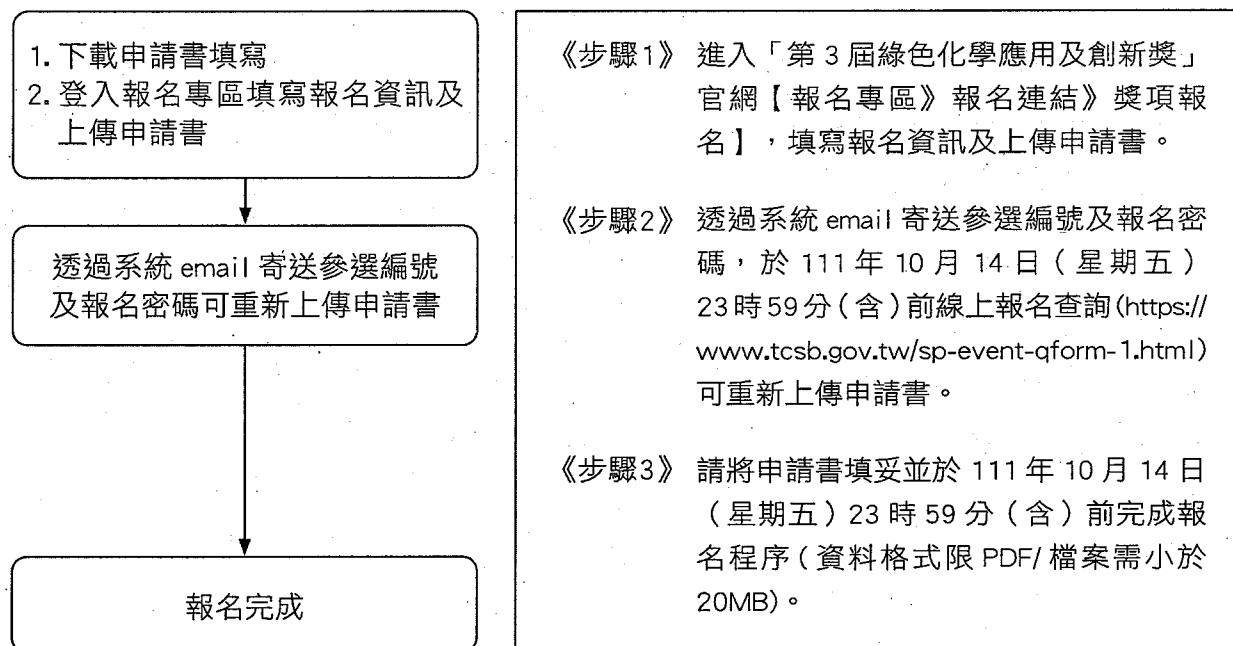 1. 下載申請書填寫
2. 登入報名專區填寫報名資訊及
上傳申請書
透過系統 email 寄送參選編號
及報名密碼可重新上傳申請書
報名完成
《步驟1》 進入「第 3 屆綠色化學應用及創新獎」
官網【報名專區》報名連結》獎項報
名】,填寫報名資訊及上傳申請書。
《步驟2》 透過系統 email 寄送參選編號及報名密
碼,於 111 年 10 月 14 日(星期五)
23 時 59 分(含)前線上報名查詢(https://
www.tcsb.gov.tw/sp-event-qform-1.html)
可重新上傳申請書。
《步驟3》 請將申請書填妥並於 111 年 10 月 14 日
(星期五)23 時 59 分(含)前完成報
名程序(資料格式限 PDF/ 檔案需小於
20MB)。